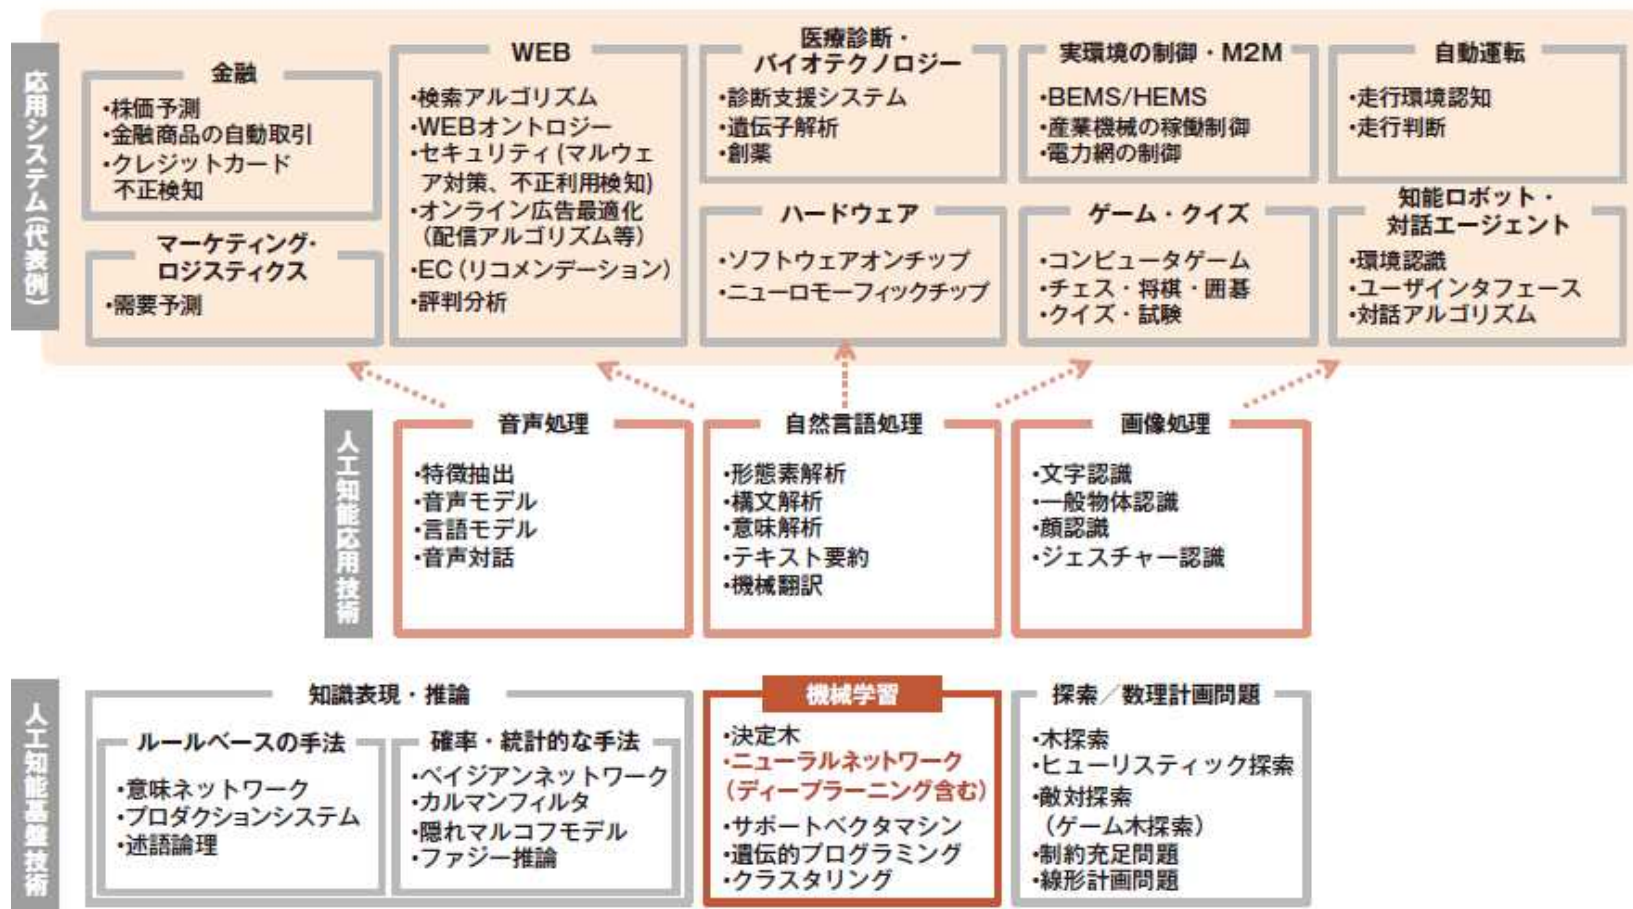 応用システム(代表例)
金融
・株価予測
・金融商品の自動取引
・クレジットカード
不正検知
マーケティング・
ロジスティクス
・需要予測
WEB
・検索アルゴリズム
・WEBオントロジー
・セキュリティ(マルウェ
ア対策、不正利用検知)
・オンライン広告最適化
(配信アルゴリズム等)
・EC(リコメンデーション)
・評判分析
医療診断・
バイオテクノロジー
・診断支援システム
・遺伝子解析
・創薬
ハードウェア
・ソフトウェアオンチップ
・ニューロモーフィックチップ
実環境の制御・M2M
・BEMS/HEMS
・産業機械の稼働制御
・電力網の制御
ゲーム・クイズ
・コンピュータゲーム
・チェス・将棋・囲碁
・クイズ・試験
自動運転
・走行環境認知
・走行判断
知能ロボット・
対話エージェント
・環境認識
・ユーザインタフェース
・対話アルゴリズム
人工知能応用技術
音声処理
・特徴抽出
・音声モデル
・言語モデル
・音声対話
自然言語処理
・形態素解析
・構文解析
・意味解析
・テキスト要約
・機械翻訳
画像処理
・文字認識
・一般物体認識
・顔認識
・ジェスチャー認識
人工知能基盤技術
知識表現・推論
ルールベースの手法
・意味ネットワーク
・プロダクションシステム
・述語論理
確率・統計的な手法
・ベイジアンネットワーク
・カルマンフィルタ
・隠れマルコフモデル
・ファジー推論
機械学習
・決定木
・ニューラルネットワーク
(ディープラーニング含む)
・サポートベクタマシン
・遺伝的プログラミング
・クラスタリング
探索／数理計画問題
・木探索
・ヒューリスティック探索
・敵対探索
(ゲーム木探索)
・制約充足問題
・線形計画問題